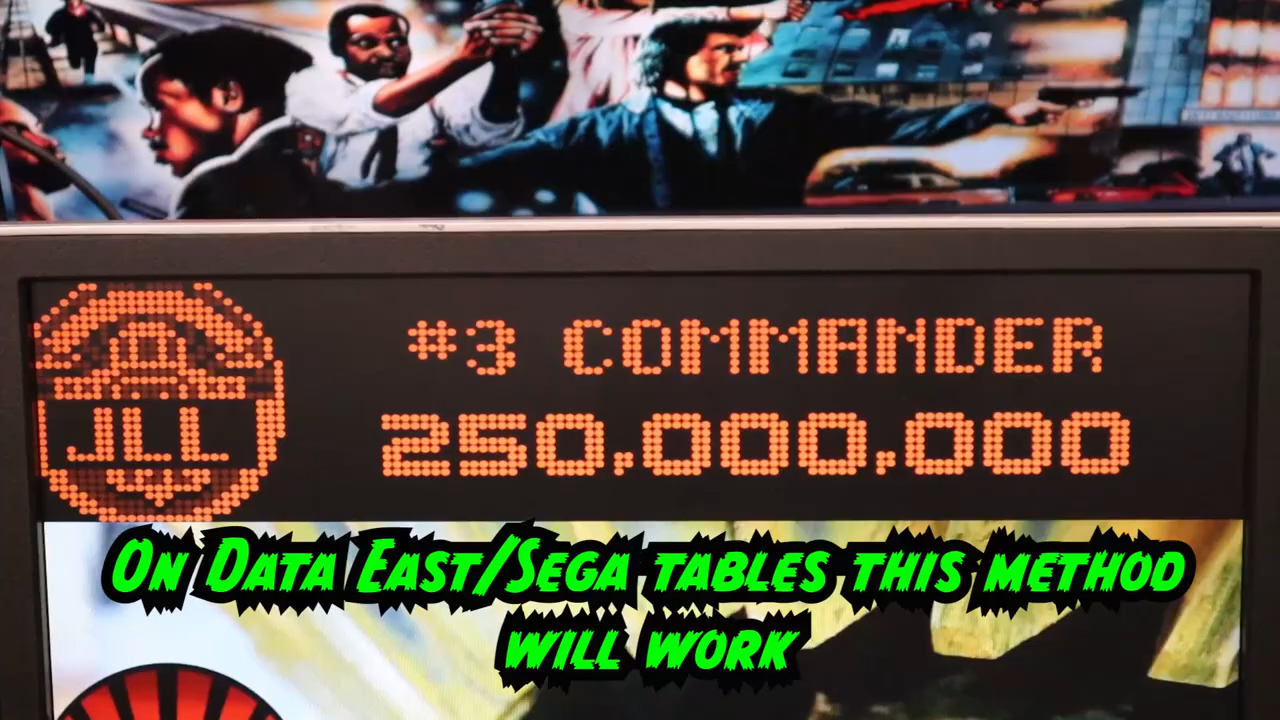 #3 COMMANDER
250,000,000
JLL
On Data East/Sega tables this method
will work